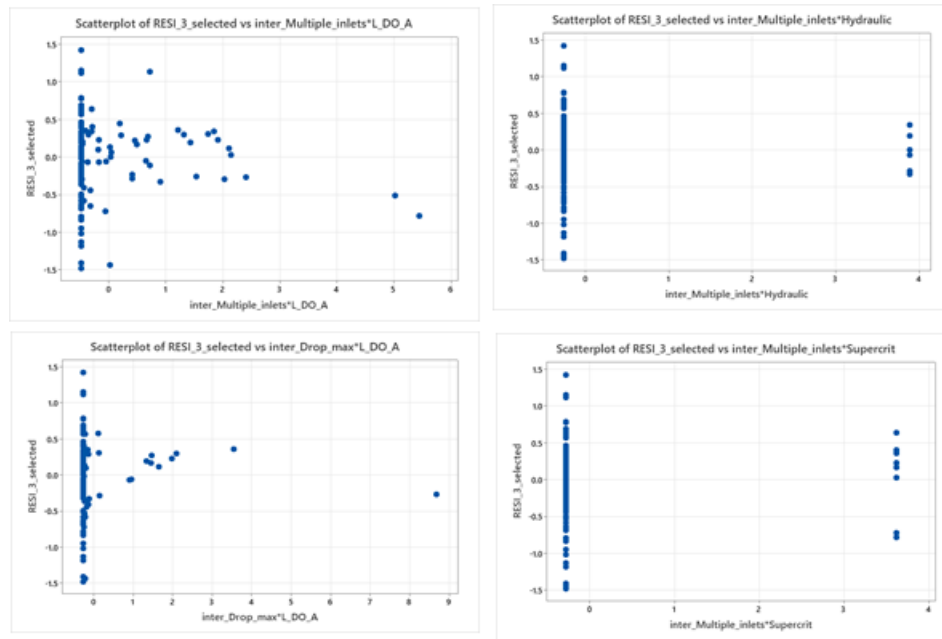 Scatterplot of RESI_3_selected vs inter_Multiple_inlets*L_DO_A
1.5
1.0
0.5
0.0
-0.5
-1.0
-1.5
RESI_3_selected
0 1 2 3 4 5 6
inter_Multiple_inlets*L_DO_A
Scatterplot of RESI_3_selected vs inter_Multiple_inlets*Hydraulic
1.5
1.0
0.5
0.0
-0.5
-1.0
-1.5
RESI_3_selected
0 1 2 3 4
inter_Multiple_inlets*Hydraulic
Scatterplot of RESI_3_selected vs inter_Drop_max*L_DO_A
1.5
1.0
0.5
0.0
-0.5
-1.0
-1.5
RESI_3_selected
0 1 2 3 4 5 6 7 8 9
inter_Drop_max*L_DO_A
Scatterplot of RESI_3_selected vs inter_Multiple_inlets*Supercrit
1.5
1.0
0.5
0.0
-0.5
-1.0
-1.5
RESI_3_selected
0 1 2 3 4
inter_Multiple_inlets*Supercrit